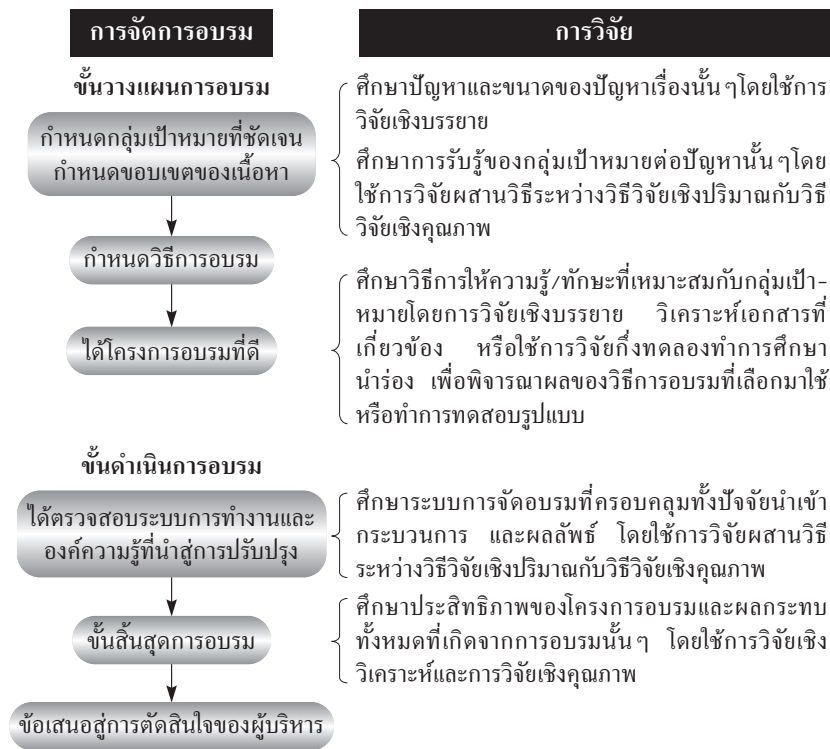 การจัดการอบรม
การวิจัย
ขั้นวางแผนการอบรม
กำหนดกลุ่มเป้าหมายที่ชัดเจน
กำหนดขอบเขตของเนื้อหา
ศึกษาปัญหาและขนาดของปัญหาเรื่องนั้น ๆโดยใช้การ
วิจัยเชิงบรรยาย
ศึกษาการรับรู้ของกลุ่มเป้าหมายต่อปัญหานั้น ๆโดย
ใช้การวิจัยผสานวิธีระหว่างวิธีวิจัยเชิงปริมาณกับวิธี
วิจัยเชิงคุณภาพ
กำหนดวิธีการอบรม
ได้โครงการอบรมที่ดี
ศึกษาวิธีการให้ความรู้/ทักษะที่เหมาะสมกับกลุ่มเป้า-
หมายโดยการวิจัยเชิงบรรยาย วิเคราะห์เอกสารที่
เกี่ยวข้อง หรือใช้การวิจัยกึ่งทดลองทำการศึกษา
นำร่อง เพื่อพิจารณาผลของวิธีการอบรมที่เลือกมาใช้
หรือทำการทดสอบรูปแบบ
ขั้นดำเนินการอบรม
ได้ตรวจสอบระบบการทำงานและ
องค์ความรู้ที่นำสู่การปรับปรุง
ศึกษาระบบการจัดอบรมที่ครอบคลุมทั้งปัจจัยนำเข้า
กระบวนการ และผลลัพธ์ โดยใช้การวิจัยผสานวิธี
ระหว่างวิธีวิจัยเชิงปริมาณกับวิธีวิจัยเชิงคุณภาพ
ขั้นสิ้นสุดการอบรม
ศึกษาประสิทธิภาพของโครงการอบรมและผลกระทบ
ทั้งหมดที่เกิดจากการอบรมนั้น ๆ โดยใช้การวิจัยเชิง
วิเคราะห์และการวิจัยเชิงคุณภาพ
ข้อเสนอสู่การตัดสินใจของผู้บริหาร